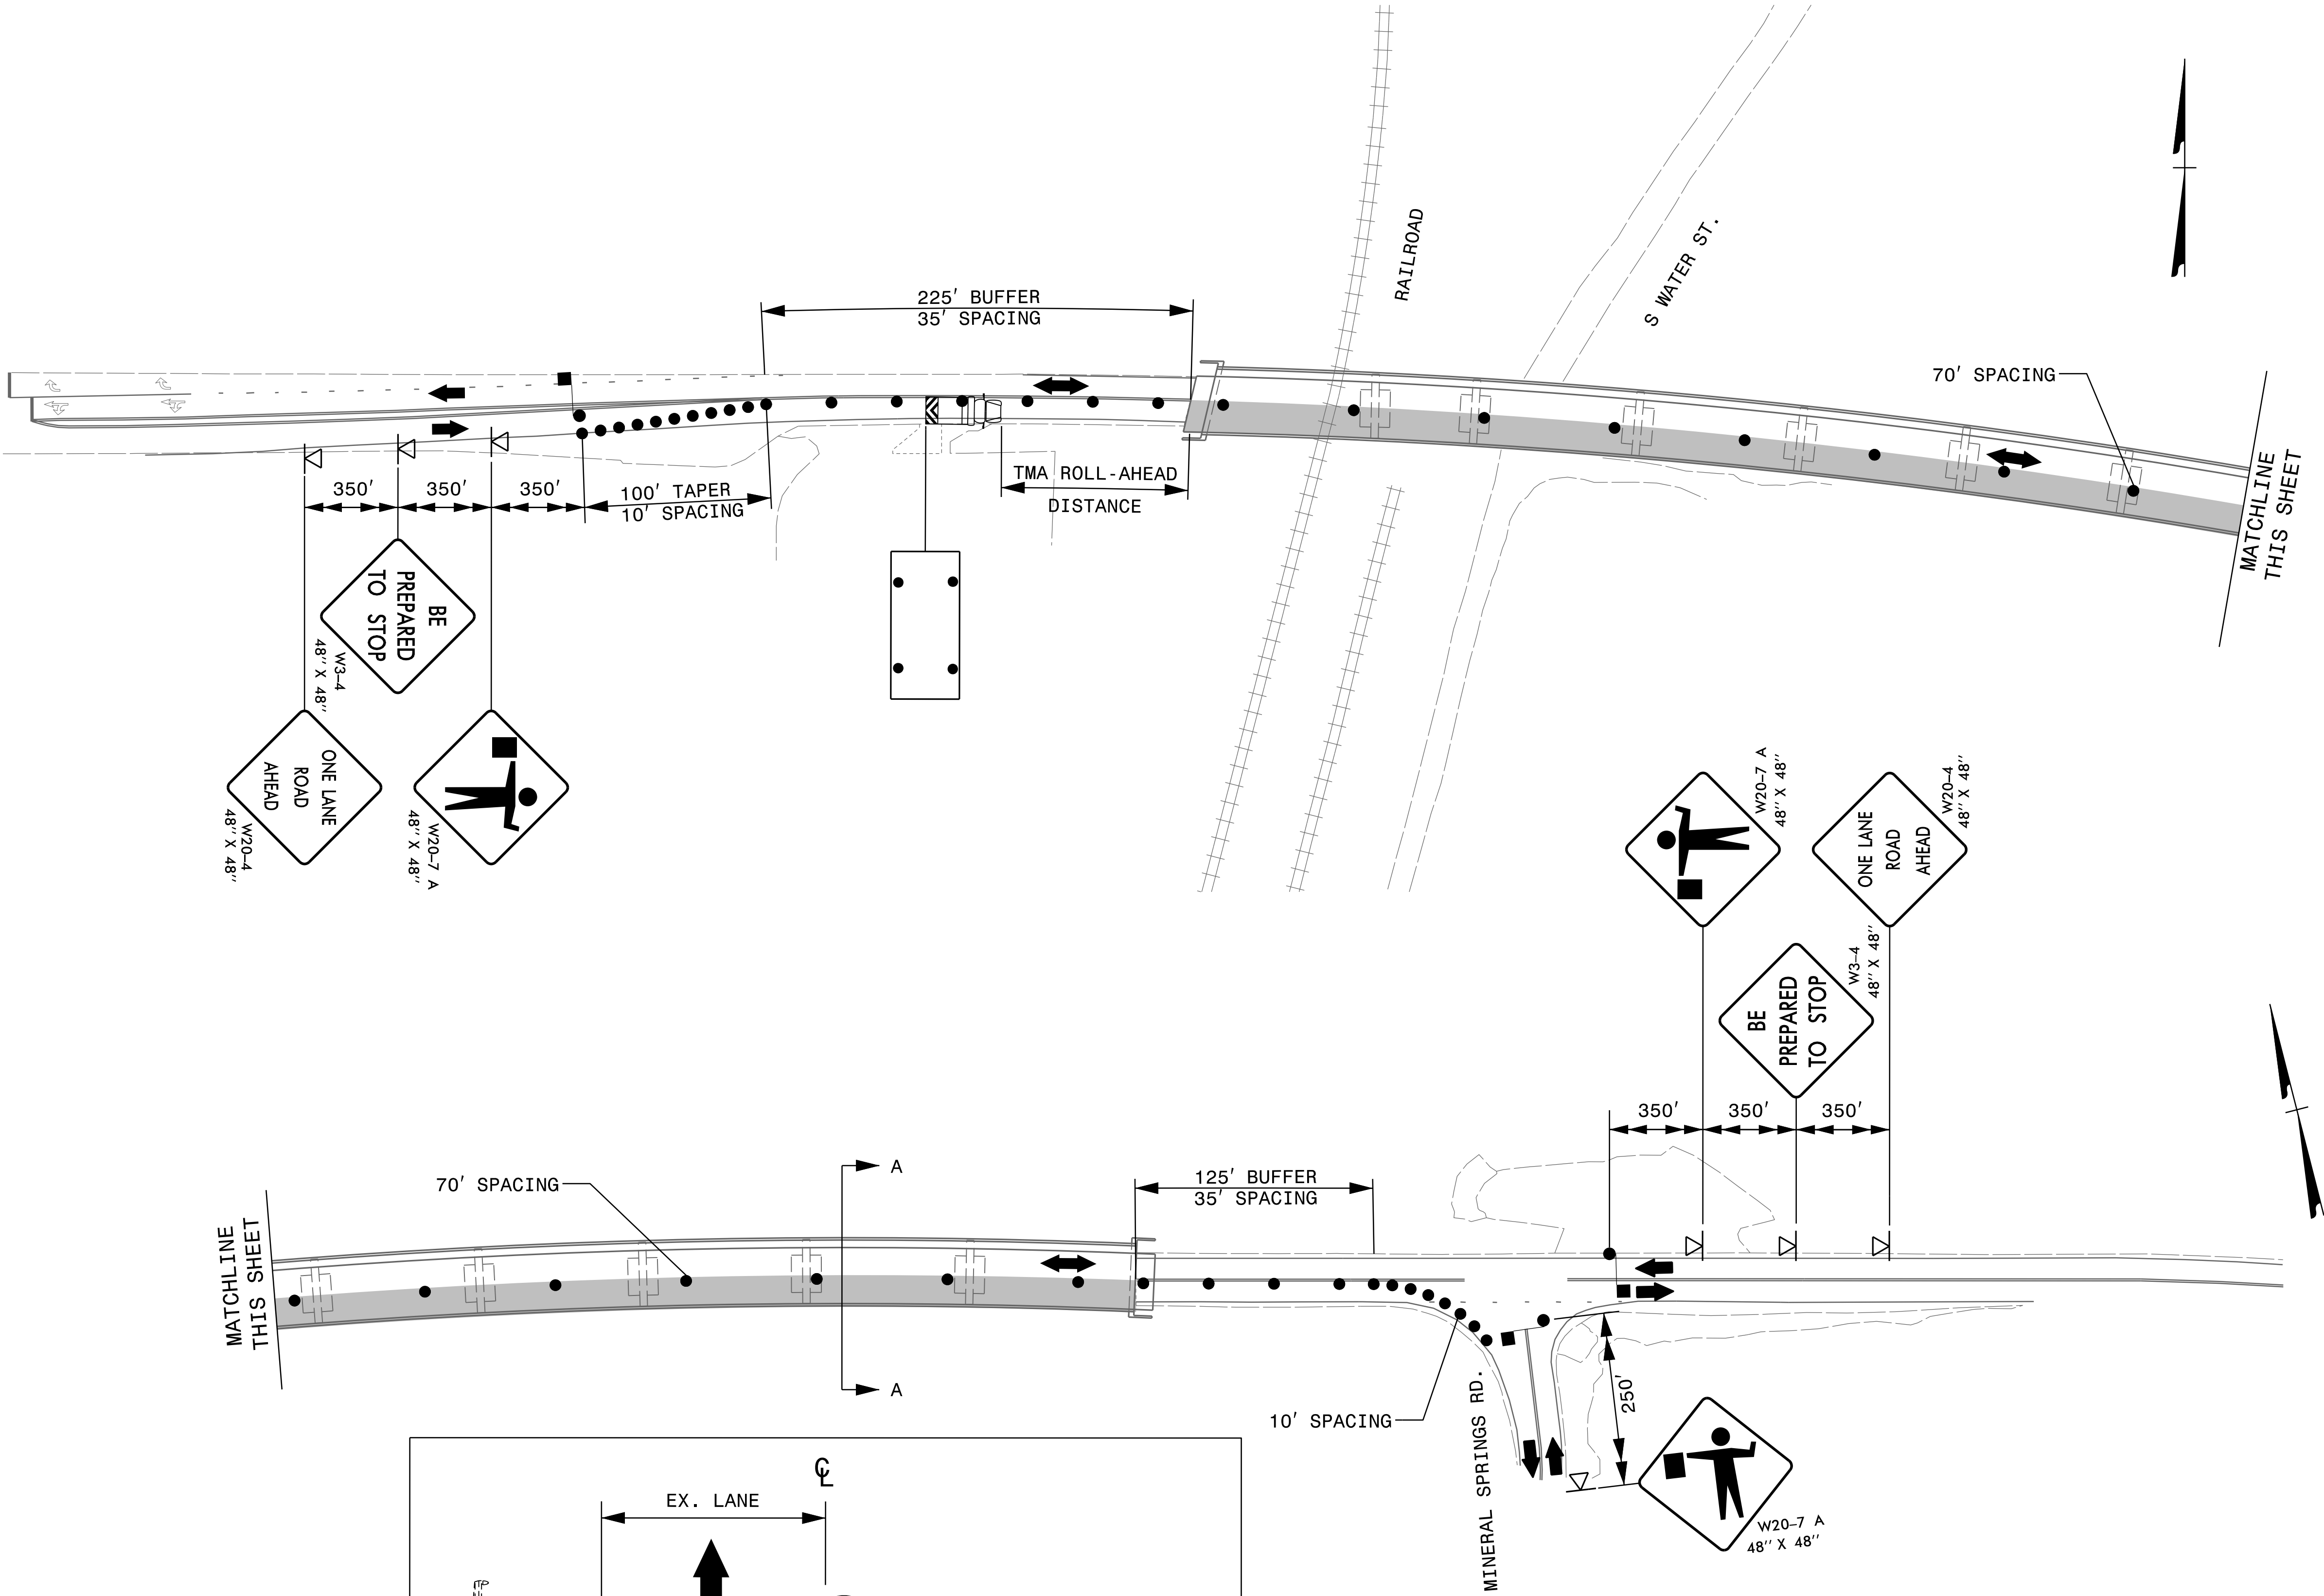 RAILROAD
S WATER ST.
225' BUFFER
35' SPACING
70' SPACING
MATCHLINE
THIS SHEET
350'
350'
350'
100' TAPER
10' SPACING
TMA ROLL-AHEAD
DISTANCE
BE
PREPARED
TO STOP
W3-4
48'' X 48''
ONE LANE
ROAD
AHEAD
W20-4
48'' X 48''
W20-7 A
48'' X 48''
W20-7 A
48'' X 48''
ONE LANE
ROAD
AHEAD
W20-4
48'' X 48''
BE
PREPARED
TO STOP
W3-4
48'' X 48''
350'
350'
350'
MATCHLINE
THIS SHEET
70' SPACING
A
A
125' BUFFER
35' SPACING
10' SPACING
MINERAL SPRINGS RD.
250'
W20-7 A
48'' X 48''
℄
EX. LANE